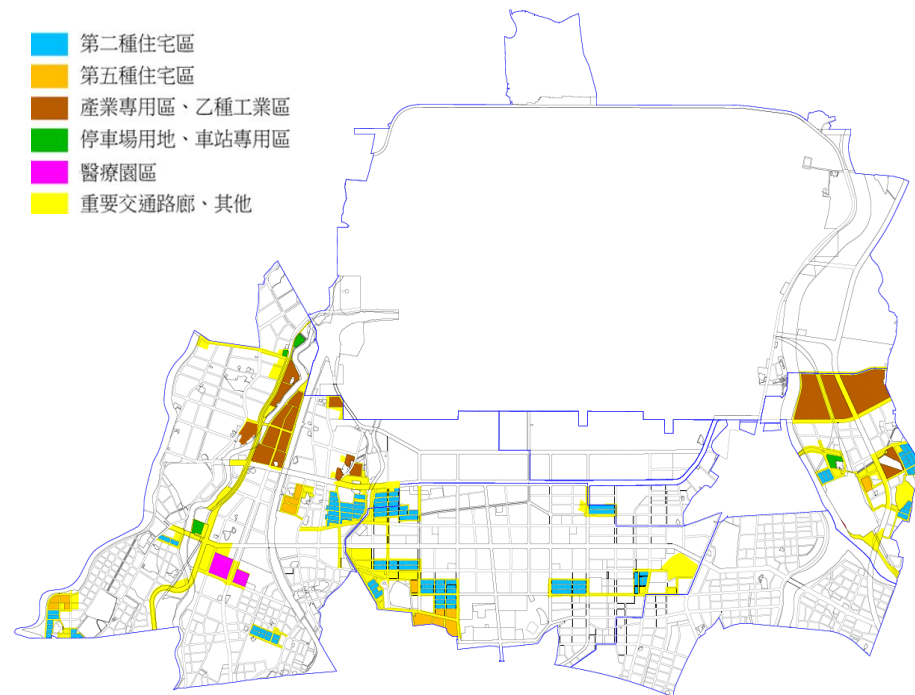 第二種住宅區
第五種住宅區
產業專用區、乙種工業區
停車場用地、車站專用區
醫療園區
重要交通路廊、其他